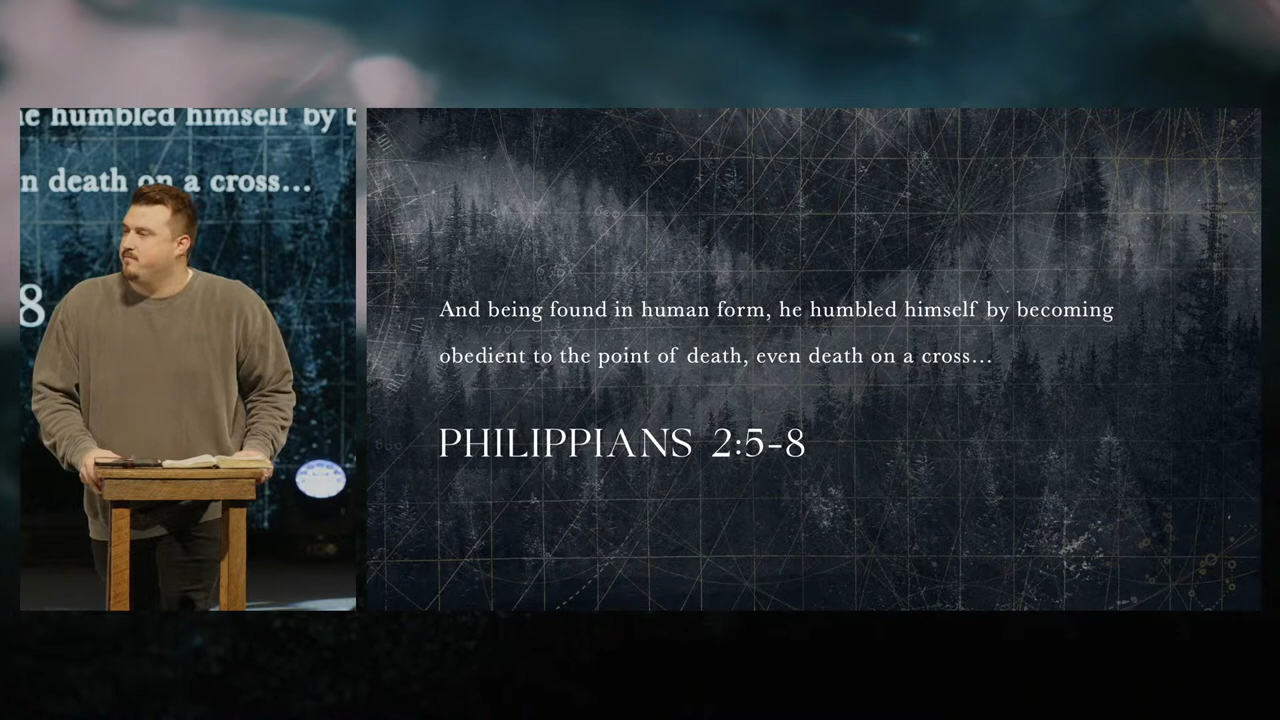 he humbled himself by b
n death on a cross...
8
And being found in human form, he humbled himself by becoming
obedient to the point of death, even death on a cross...
PHILIPPIANS 2:5-8